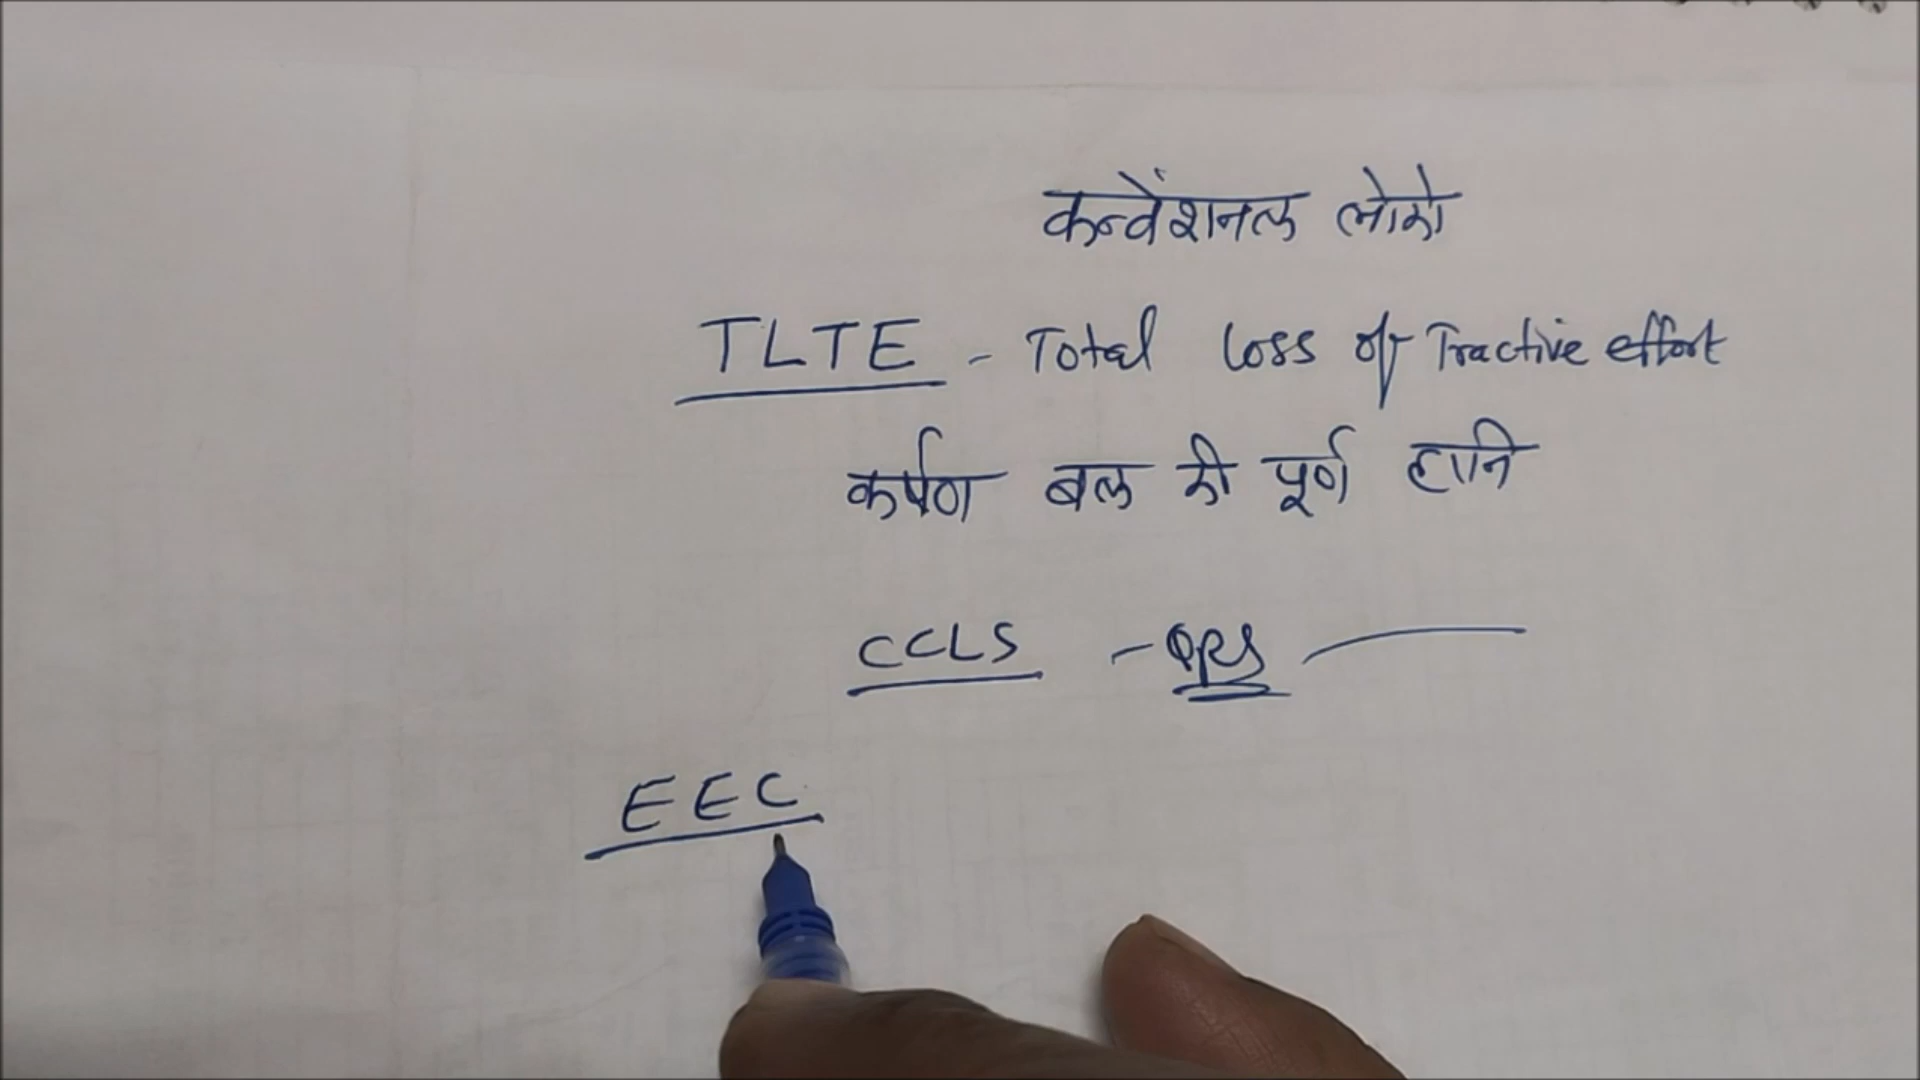 कन्वेंशनल लोको
TLTE - Total Loss of Tractive effort
कर्षण बल की पूर्ण हानि
CCLS -
EEC